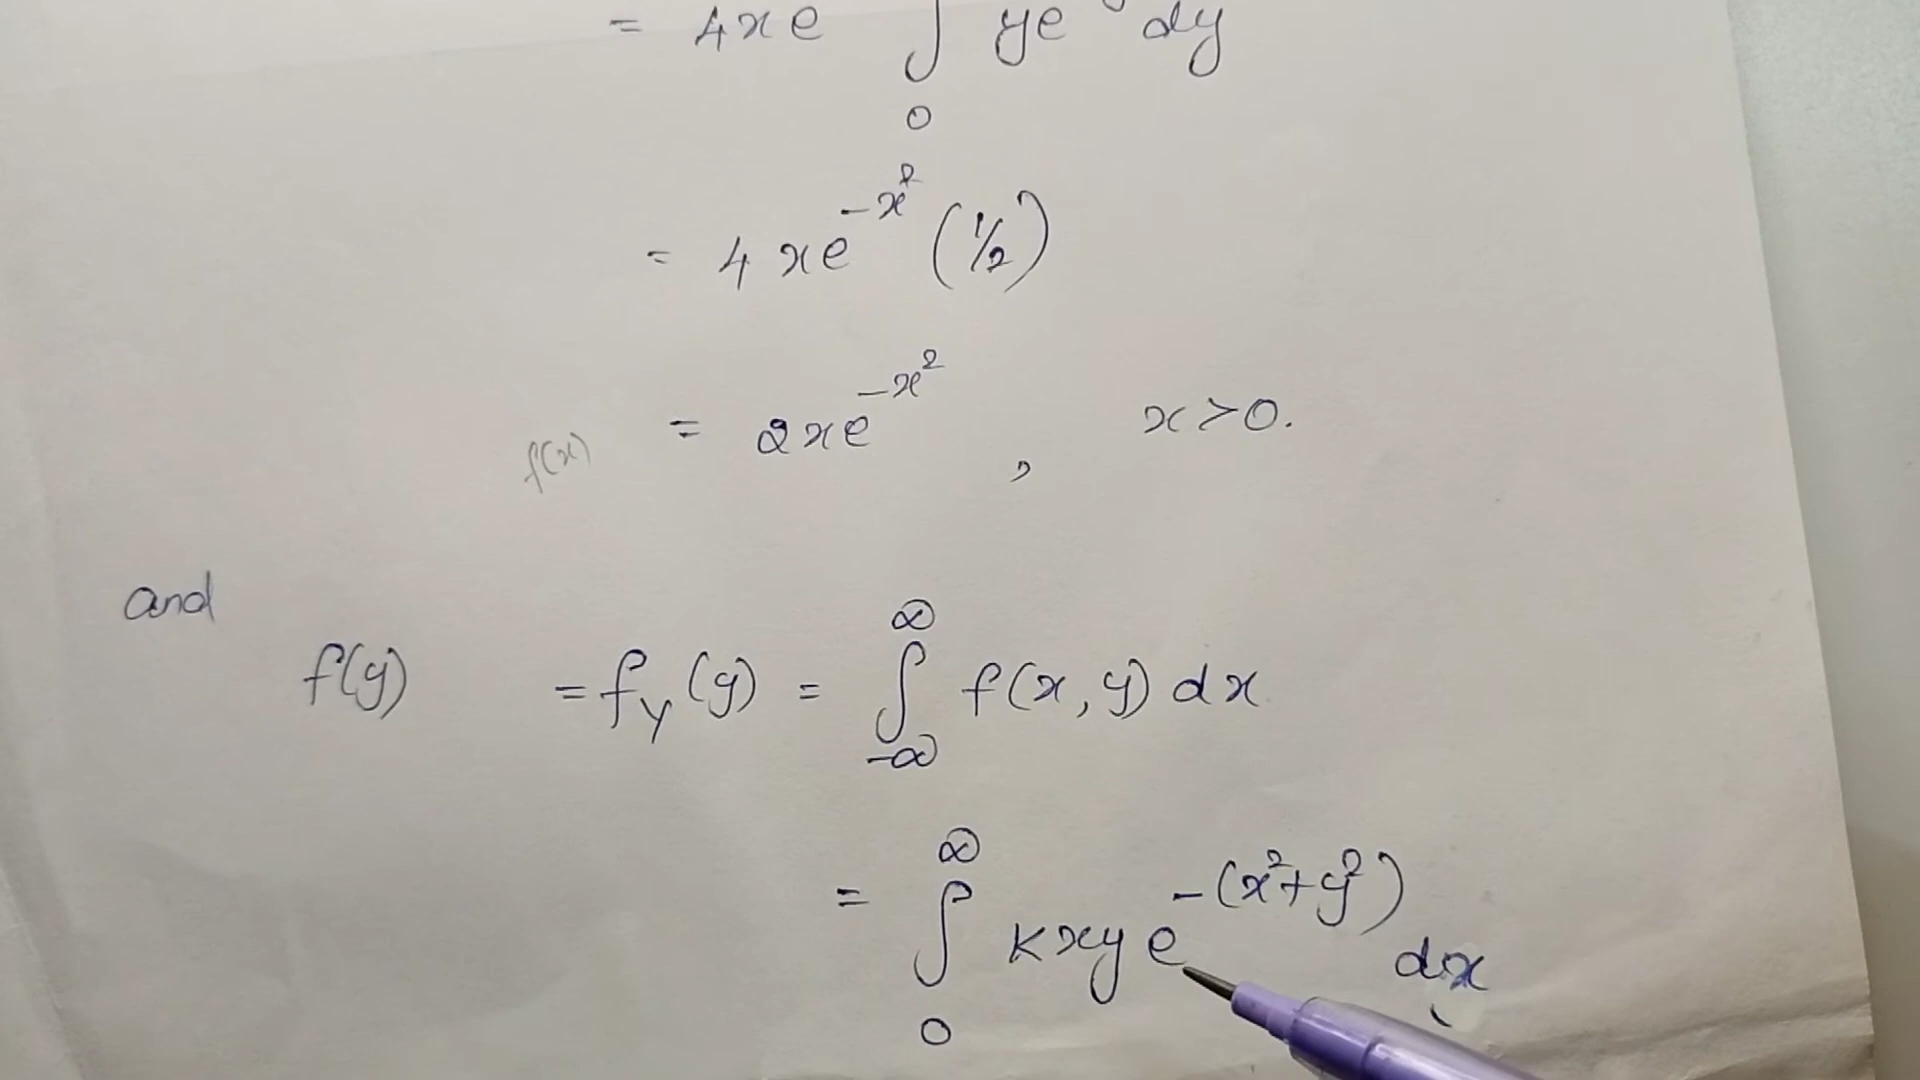 = 4xe ∫₀ ye dy
= 4xe^{-x²} (1/2)
f(x) = 2xe^{-x²}, x>0.
and
f(y) = f_Y(y) = ∫_{-∞}^{∞} f(x,y) dx
= ∫_0^∞ kxy e^{-(x²+y²)} dx